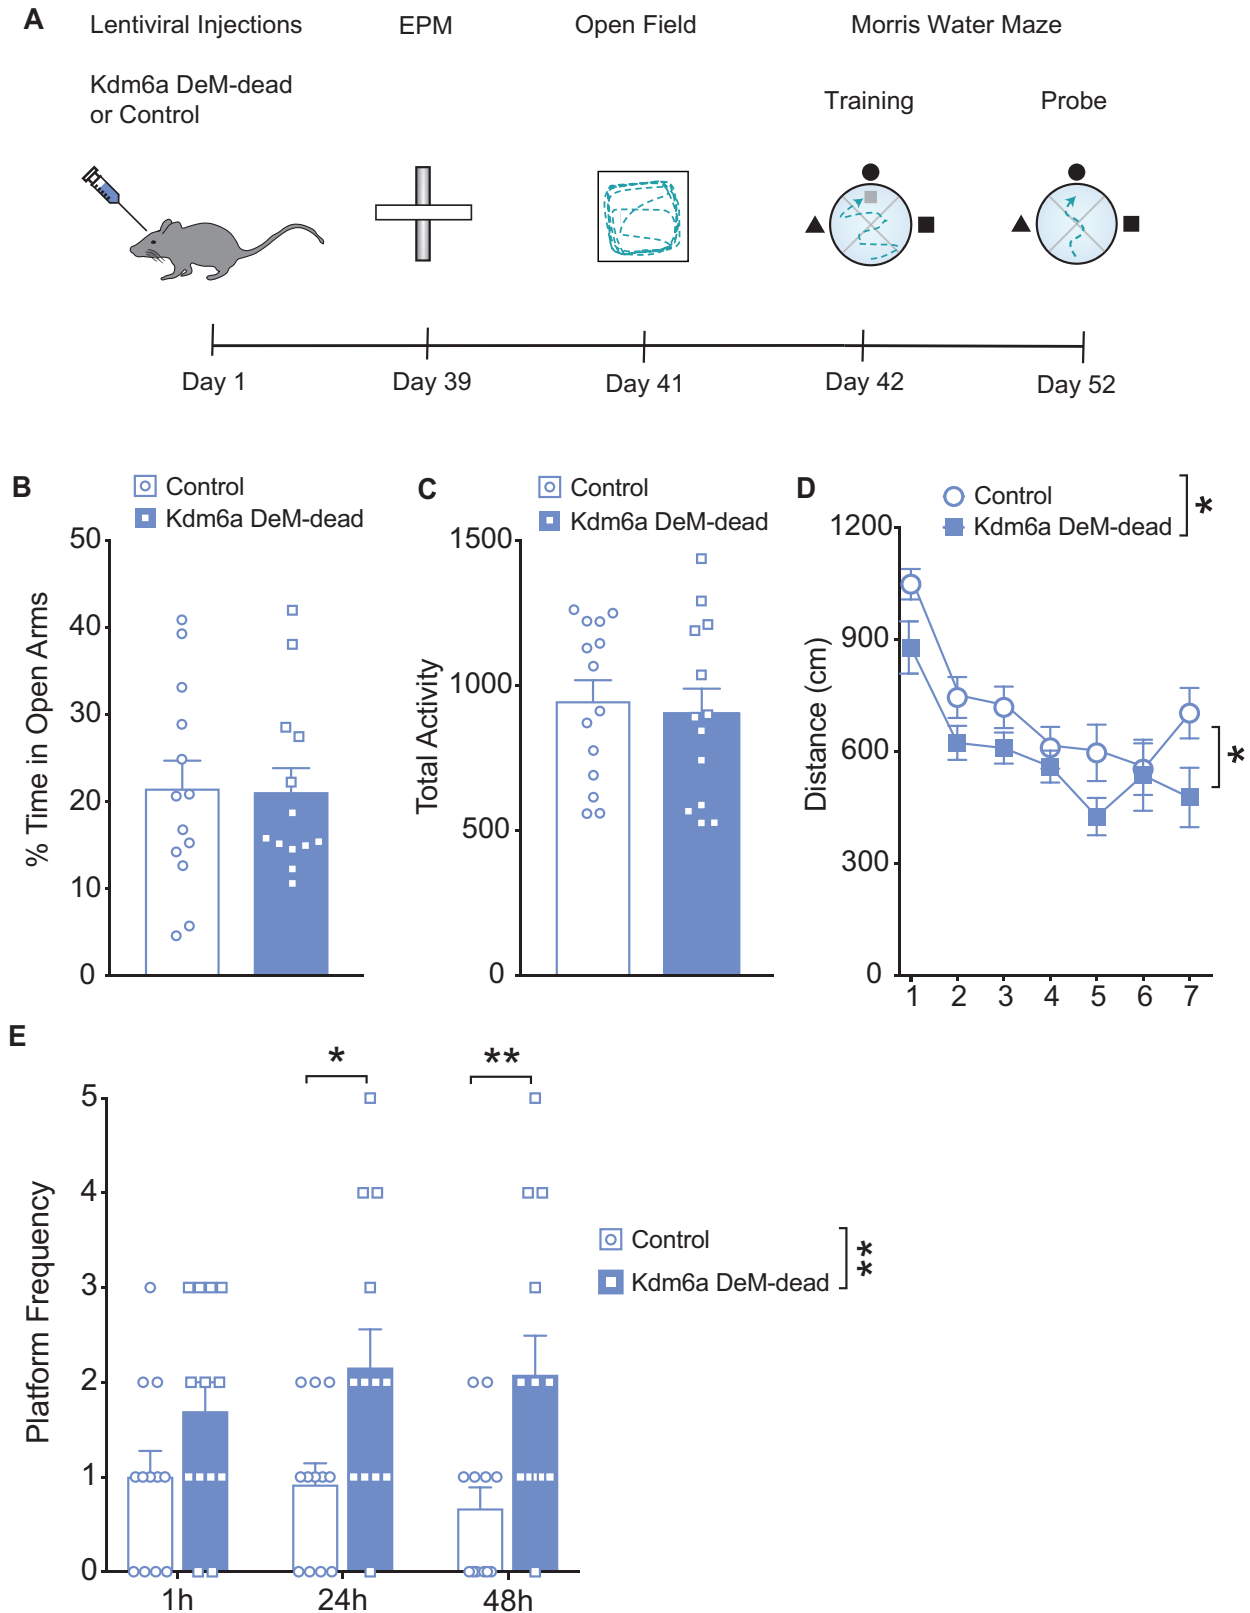 A
Lentiviral Injections
EPM
Open Field
Morris Water Maze
Kdm6a DeM-dead
or Control
Training
Probe
Day 1
Day 39
Day 41
Day 42
Day 52
B
Control
Kdm6a DeM-dead
% Time in Open Arms
50
40
30
20
10
0
C
Control
Kdm6a DeM-dead
Total Activity
1500
1000
500
0
D
Control
Kdm6a DeM-dead
*
Distance (cm)
1200
900
600
300
0
*
1 2 3 4 5 6 7
E
* **
Platform Frequency
5
4
3
2
1
0
1h 24h 48h
Control
Kdm6a DeM-dead
**